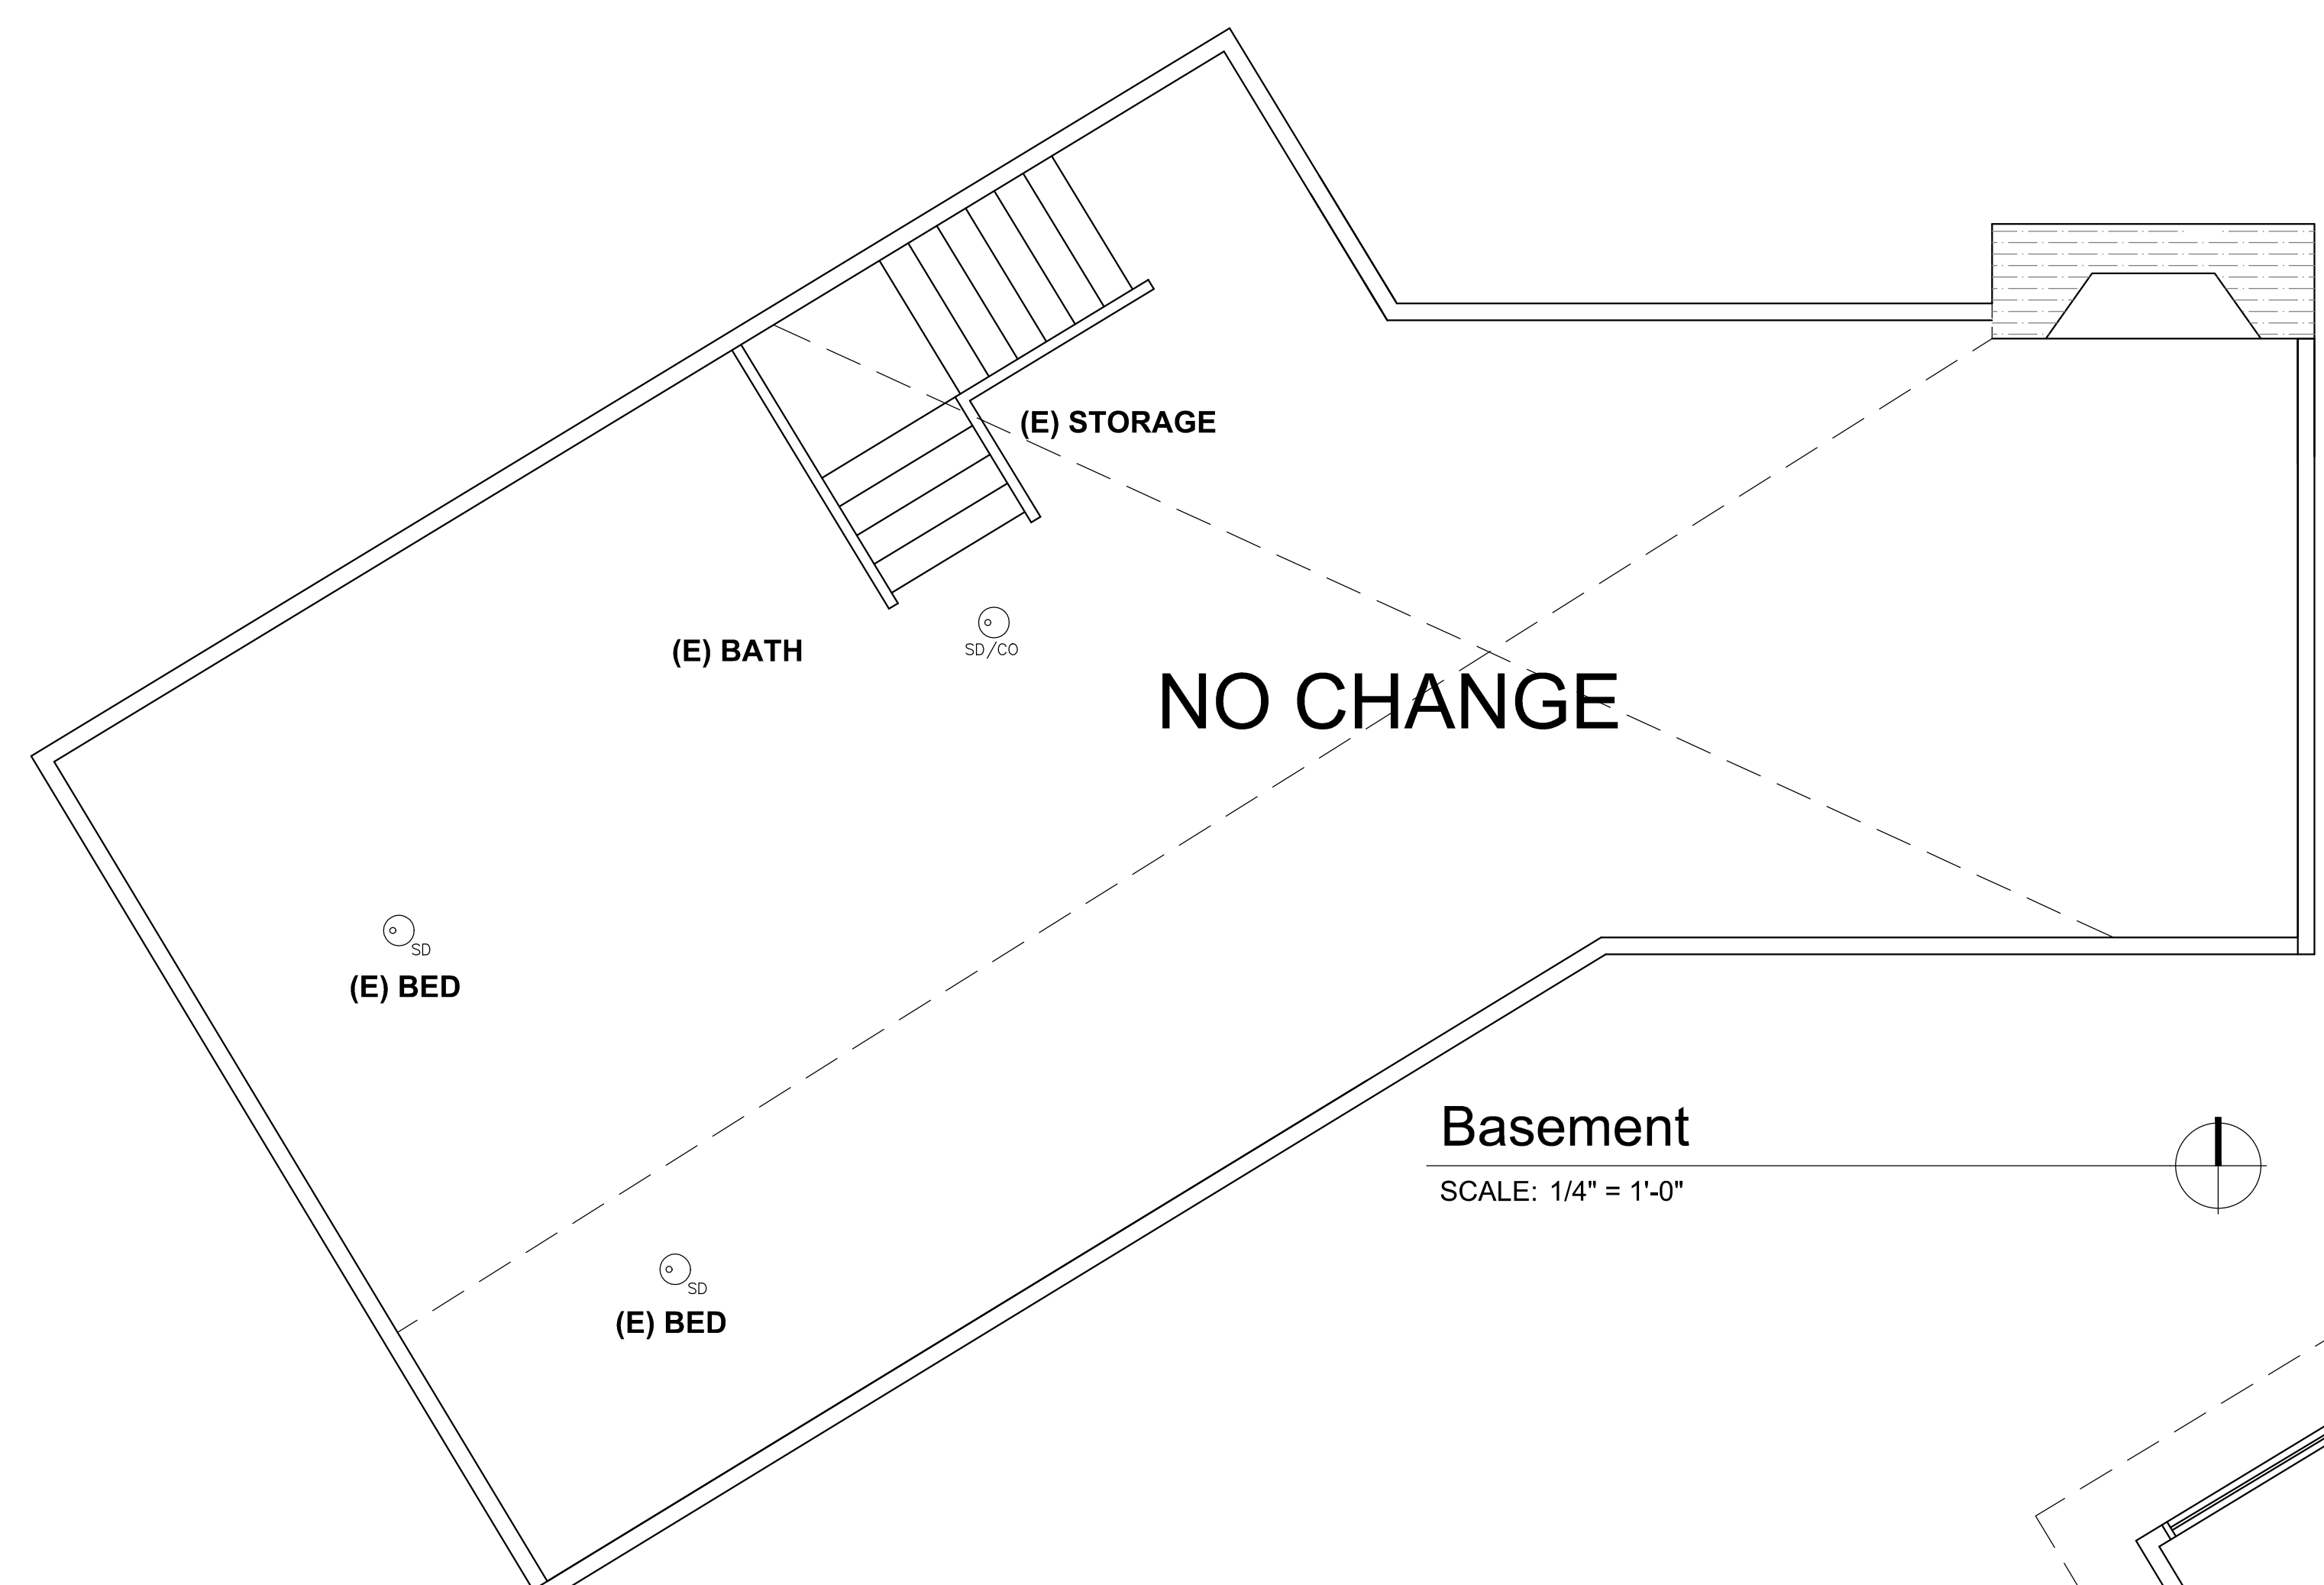 (E) STORAGE
(E) BATH
SD/CO
NO CHANGE
SD
(E) BED
Basement
SCALE: 1/4" = 1'-0"
SD
(E) BED